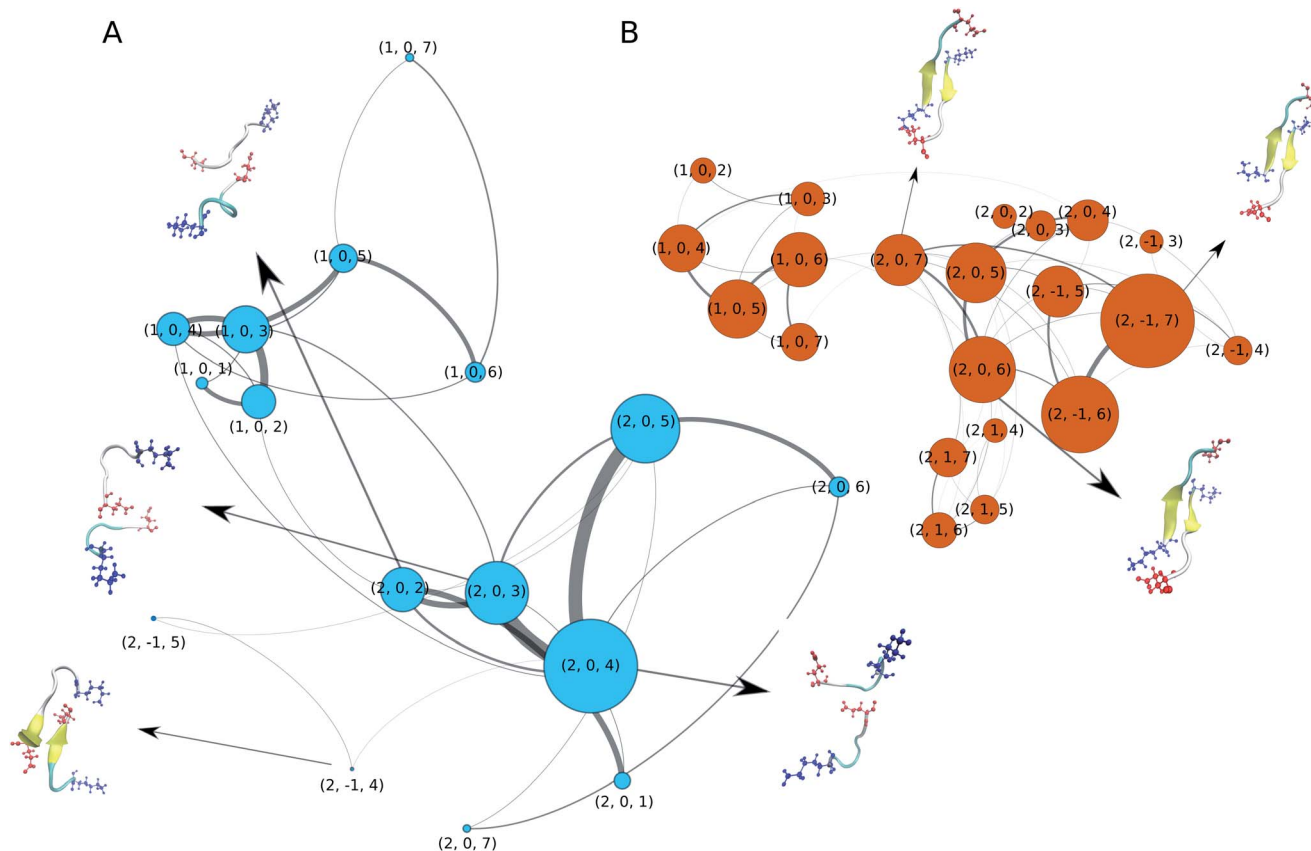 A
(1, 0, 7)
(1, 0, 5)
(1, 0, 4)
(1, 0, 3)
(1, 0, 1)
(1, 0, 6)
(1, 0, 2)
(2, 0, 5)
(2, 0, 6)
(2, 0, 2)
(2, 0, 3)
(2, -1, 5)
(2, 0, 4)
(2, -1, 4)
(2, 0, 1)
(2, 0, 7)
B
(1, 0, 2)
(1, 0, 3)
(1, 0, 4)
(1, 0, 6)
(1, 0, 5)
(1, 0, 7)
(2, 0, 7)
(2, 0, 2)
(2, 0, 3)
(2, 0, 4)
(2, -1, 3)
(2, 0, 5)
(2, -1, 5)
(2, -1, 7)
(2, -1, 4)
(2, 0, 6)
(2, -1, 6)
(2, 1, 4)
(2, 1, 7)
(2, 1, 5)
(2, 1, 6)